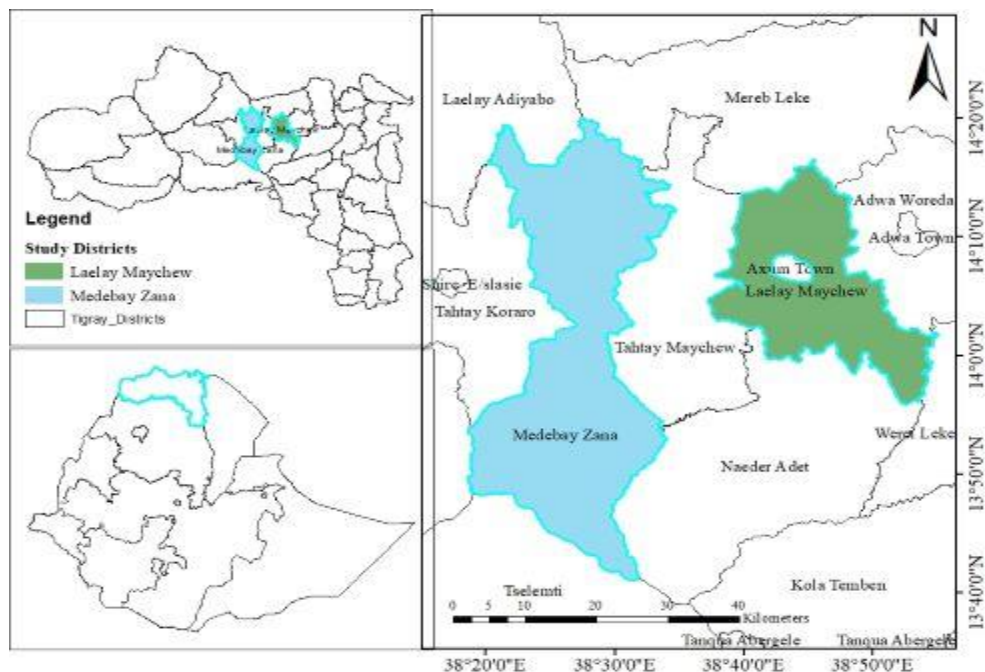 Medebay Zana
Legend
Study Districts
Laelay Maychew
Medebay Zana
Tigray_Districts
N
Laelay Adiyabo
Mereb Leke
Adwa Woreda
Adwa Town
Axum Town
Laelay Maychew
Shire-E/slasie
Tahtay Koraro
Tahtay Maychew
Medebay Zana
Werei Leke
Naeder Adet
Kola Temben
Tselemti
0 5 10 20 30 40
Kilometers
Tanqua Abergele
Tanqua Abergele
14°20'0"N
14°10'0"N
14°0'0"N
13°50'0"N
13°40'0"N
38°20'0"E
38°30'0"E
38°40'0"E
38°50'0"E